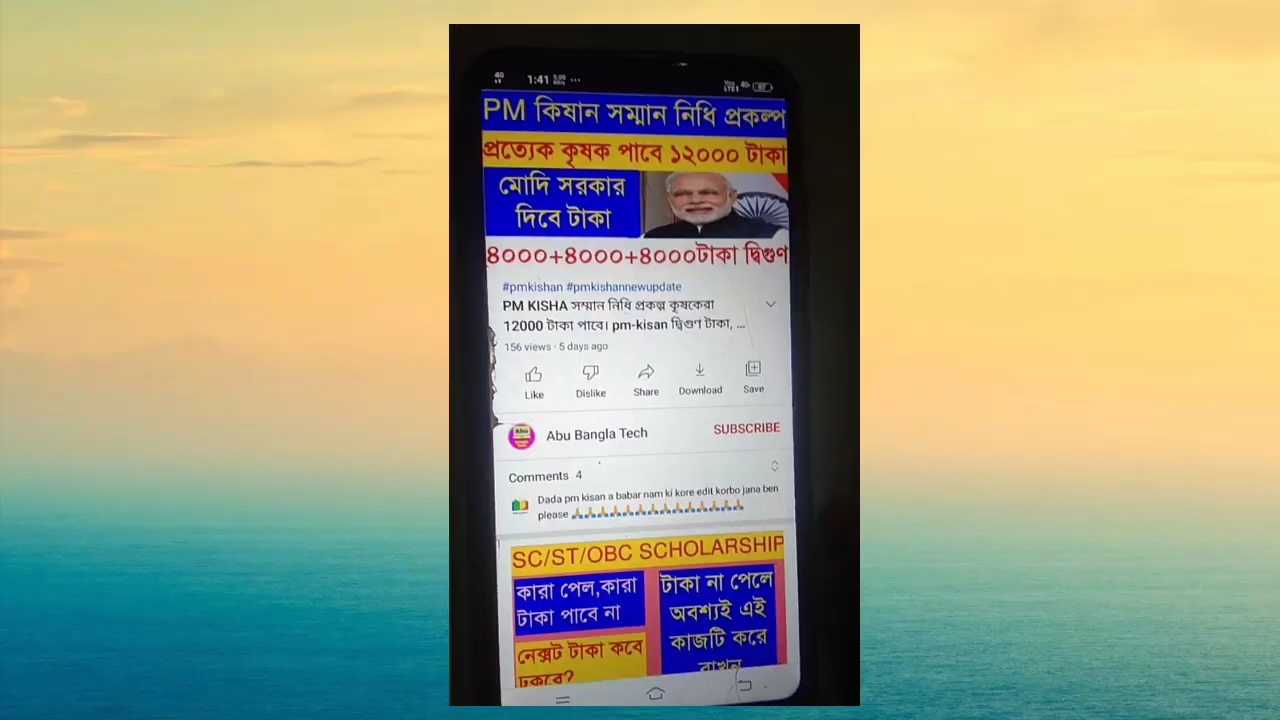 4G 1:41 ...
PM কিষান সম্মান নিধি প্রকল্প
প্রত্যেক কৃষক পাবে ১২০০০ টাকা
মোদি সরকার
দিবে টাকা
৪০০০+৪০০০+৪০০০টাকা দ্বিগুণ
#pmkishan #pmkishannewupdate
PM KISHA সম্মান নিধি প্রকল্প কৃষকেরা
12000 টাকা পাবে। pm-kisan দ্বিগুণ টাকা, ...
156 views · 5 days ago
Like Dislike Share Download Save
Abu Bangla Tech SUBSCRIBE
Comments 4
Dada pm kisan a babar nam ki kore edit korbo jana ben
please 🙏🙏🙏🙏🙏🙏🙏🙏🙏🙏🙏🙏🙏🙏
SC/ST/OBC SCHOLARSHIP
কারা পেল,কারা
টাকা পাবে না
নেক্সট টাকা কবে
ঢুকবে?
টাকা না পেলে
অবশ্যই এই
কাজটি করে
রাখুন